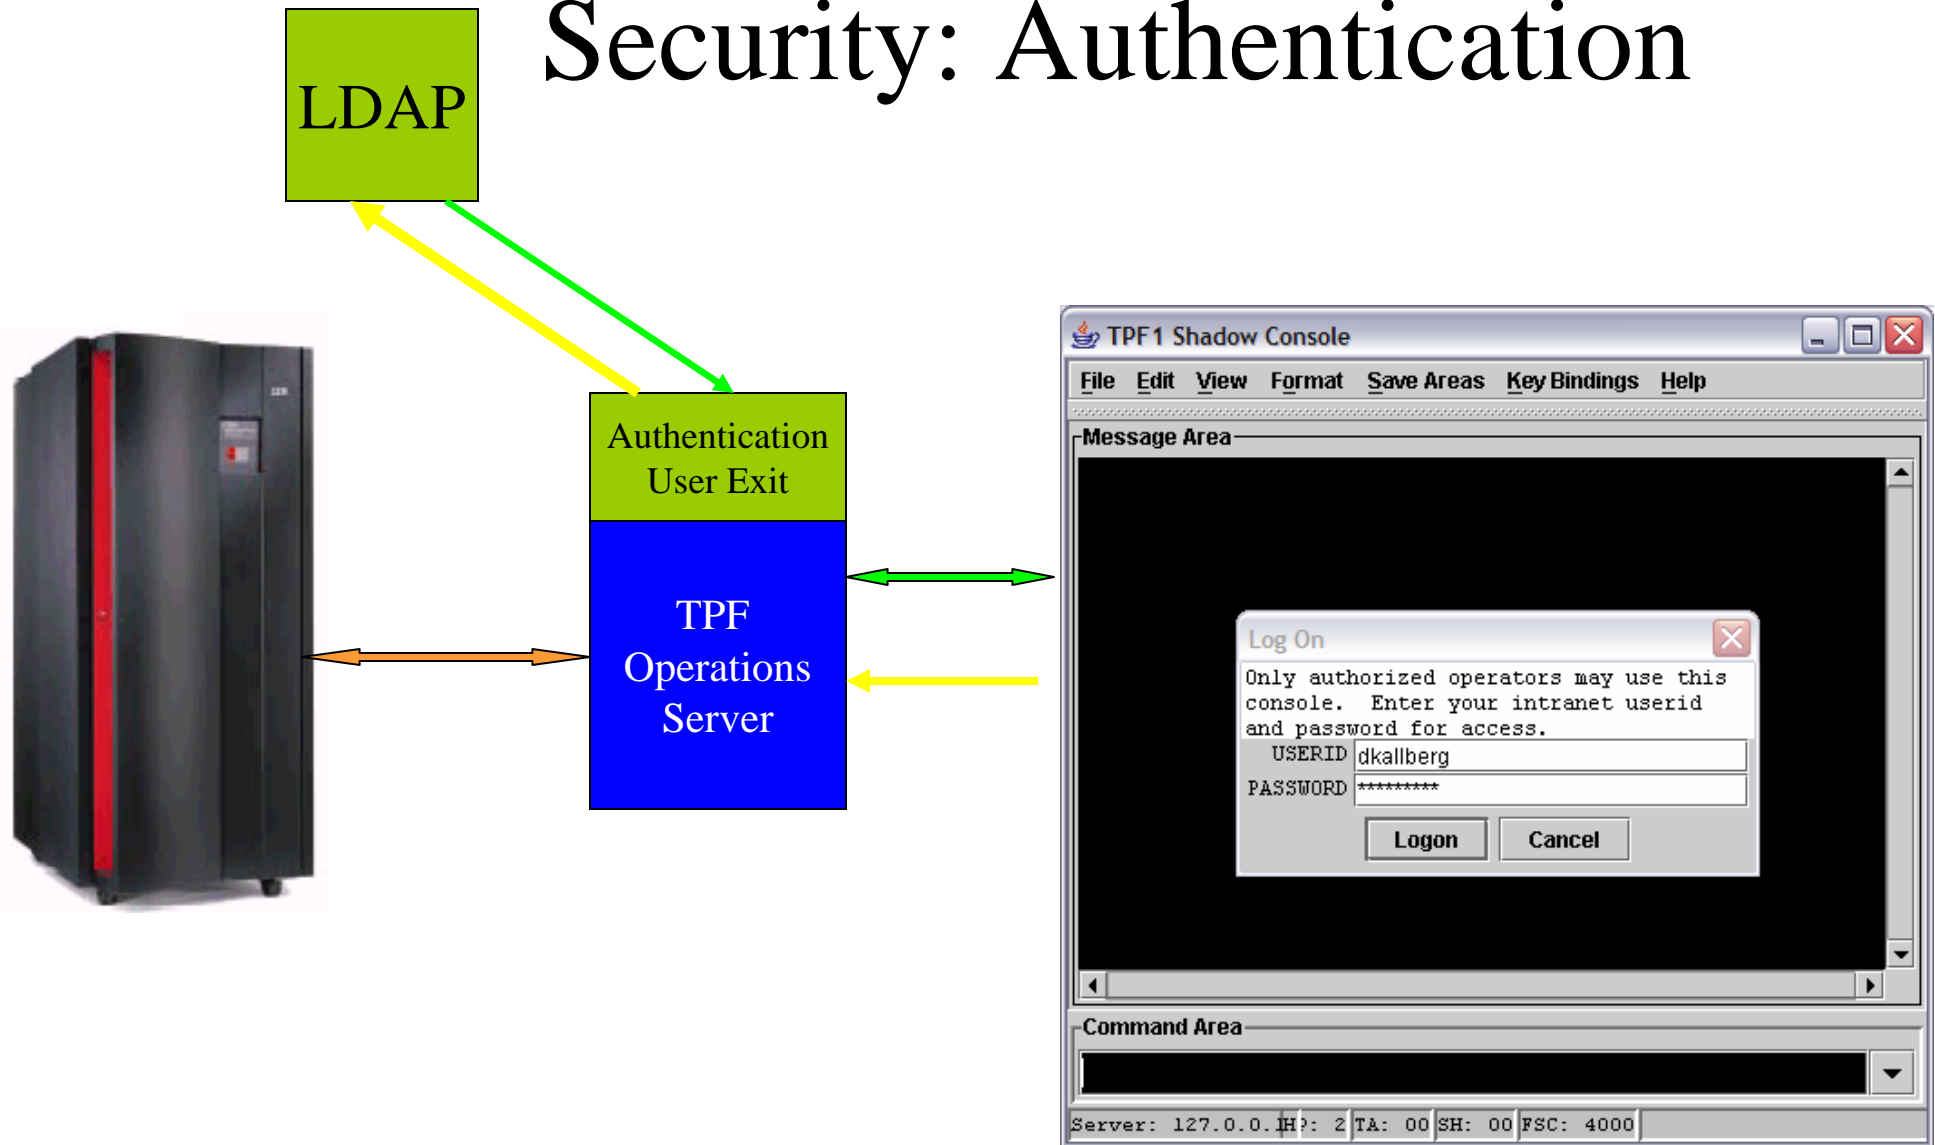 Security: Authentication
LDAP
Authentication
User Exit
TPF
Operations
Server
TPF1 Shadow Console
File Edit View Format Save Areas Key Bindings Help
Message Area
Log On
Only authorized operators may use this
console. Enter your intranet userid
and password for access.
USERID dkallberg
PASSWORD *********
Logon Cancel
Command Area
Server: 127.0.0. 2 TA: 00 SH: 00 FSC: 4000